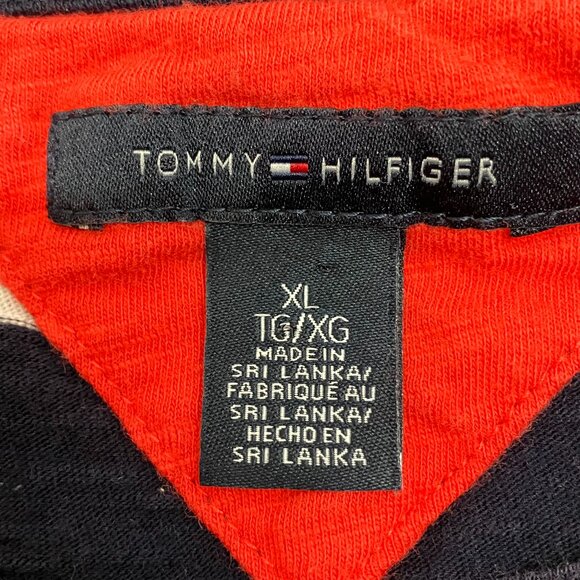 TOMMY HILFIGER
XL
TG/XG
MADE IN
SRI LANKA/
FABRIQUÉ AU
SRI LANKA/
HECHO EN
SRI LANKA